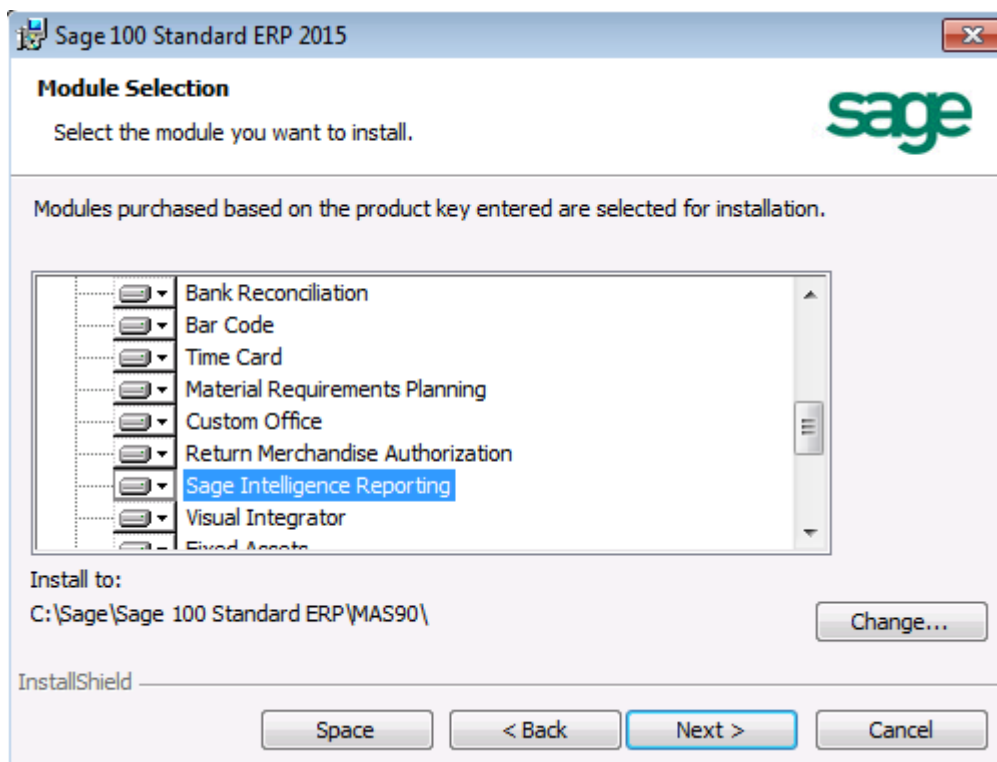 Sage 100 Standard ERP 2015
Module Selection
Select the module you want to install.
sage
Modules purchased based on the product key entered are selected for installation.
Bank Reconciliation
Bar Code
Time Card
Material Requirements Planning
Custom Office
Return Merchandise Authorization
Sage Intelligence Reporting
Visual Integrator
Fixed Assets
Install to:
C:\Sage\Sage 100 Standard ERP\MAS90\
Change...
InstallShield
Space
< Back
Next >
Cancel